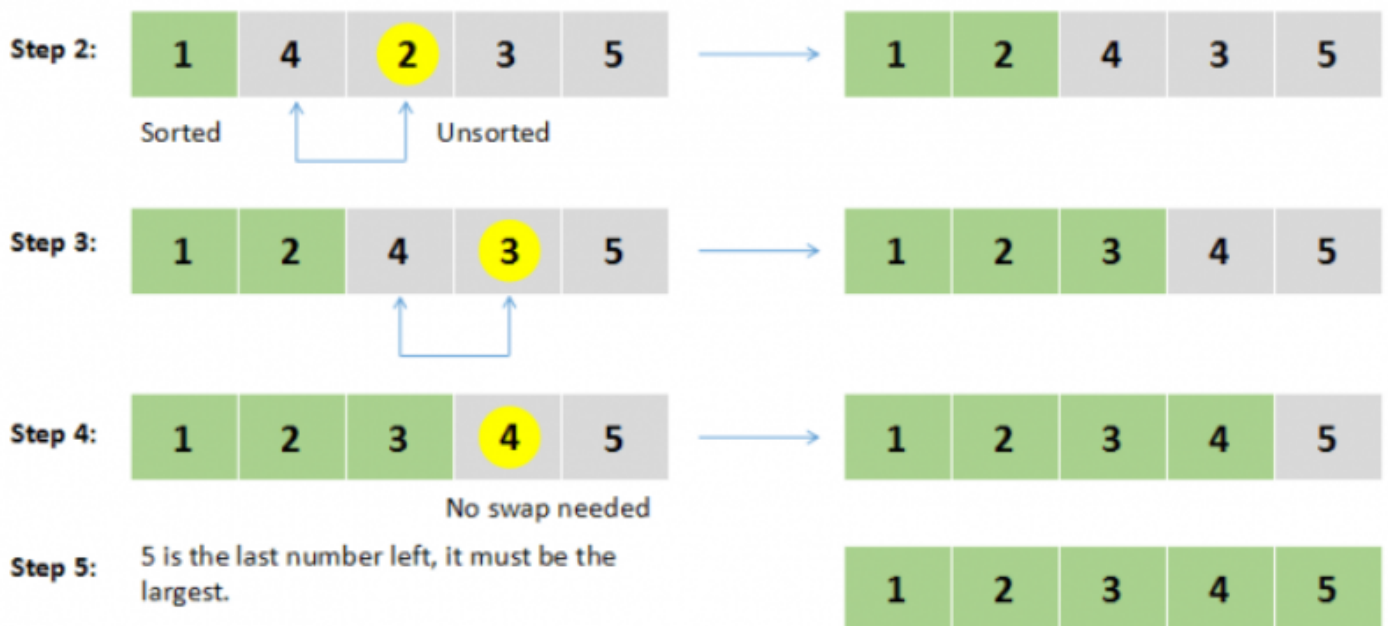 Step 2: 1 4 2 3 5 1 2 4 3 5
Sorted Unsorted
Step 3: 1 2 4 3 5 1 2 3 4 5
Step 4: 1 2 3 4 5 1 2 3 4 5
No swap needed
Step 5: 5 is the last number left, it must be the
largest.
1 2 3 4 5